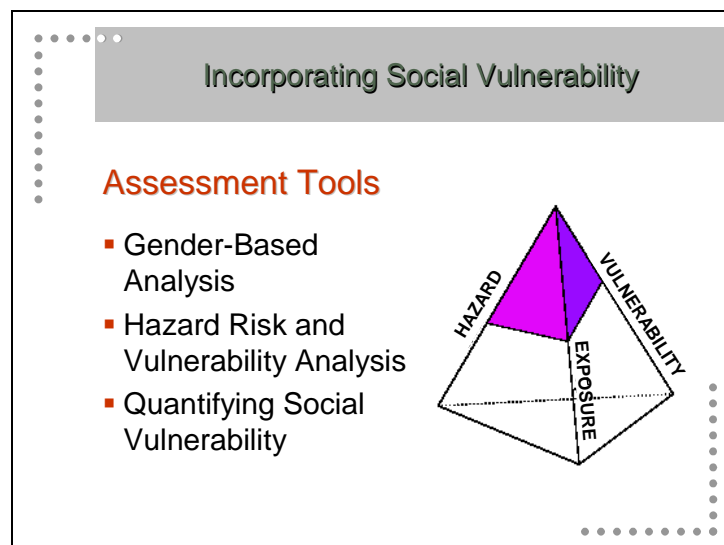 Incorporating Social Vulnerability
Assessment Tools
Gender-Based
Analysis
Hazard Risk and
Vulnerability Analysis
Quantifying Social
Vulnerability
HAZARD
VULNERABILITY
EXPOSURE